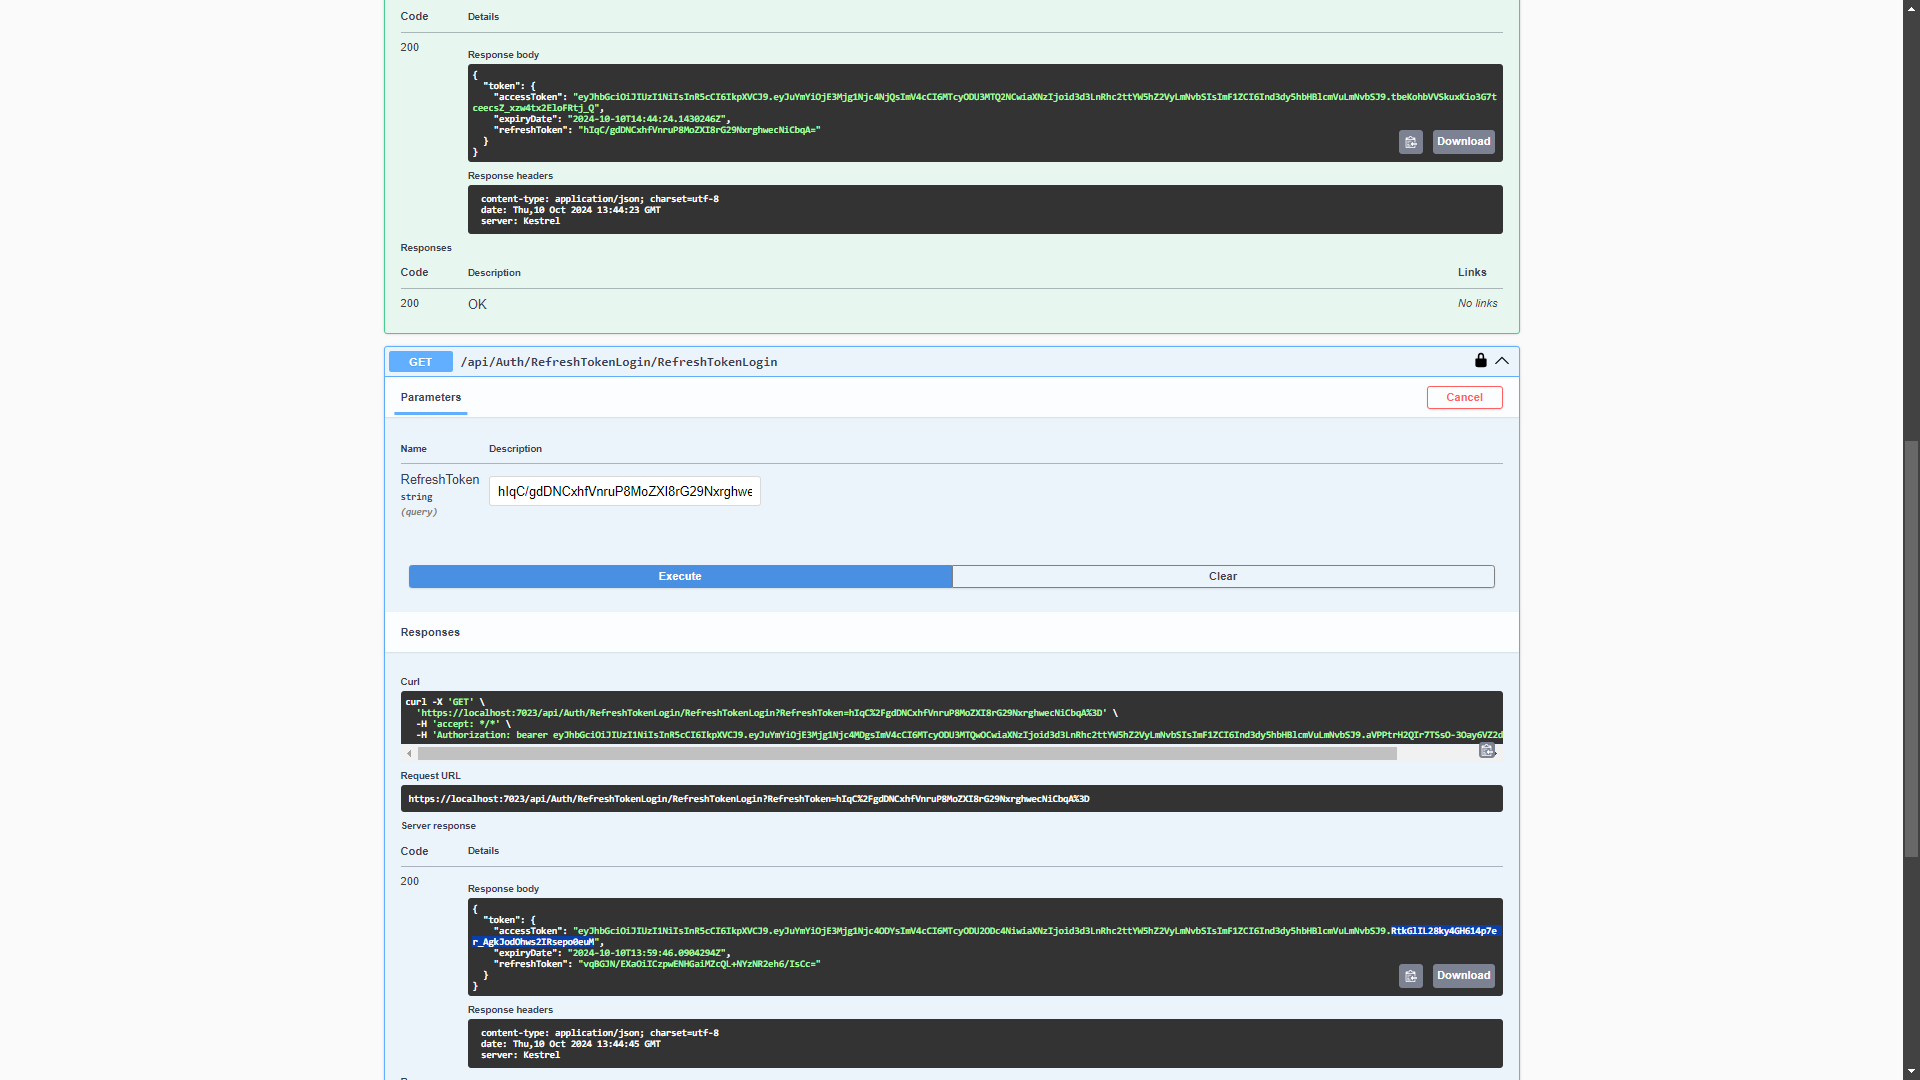 Code Details
200
Response body
{
"token": {
"accessToken": "eyJhbGciOiJIUzI1NiIsInR5cCI6IkpXVCJ9.eyJuYmYiOjE3Mjg1Njc4NjQsImV4cCI6MTcyODU3MTQ2NCwiaXNzIjoid3d3LnRhc2ttYW5hZ2VyLmNvbSIsImF1ZCI6Ind3dy5hbHBlcmVuLmNvbSJ9.tbeKohbVVSkuxKio3G7t
ceecsZ_xzw4tx2EloFRtj_Q",
"expiryDate": "2024-10-10T14:44:24.1430246Z",
"refreshToken": "hIqC/gdDNCxhfVnruP8MoZXI8rG29NxrghwecNiCbqA="
}
}
Download
Response headers
content-type: application/json; charset=utf-8
date: Thu,10 Oct 2024 13:44:23 GMT
server: Kestrel
Responses
Code Description Links
200 OK No links
GET /api/Auth/RefreshTokenLogin/RefreshTokenLogin
Parameters Cancel
Name Description
RefreshToken
string
(query)
hIqC/gdDNCxhfVnruP8MoZXI8rG29Nxrghwe
Execute Clear
Responses
Curl
curl -X 'GET' \
'https://localhost:7023/api/Auth/RefreshTokenLogin/RefreshTokenLogin?RefreshToken=hIqC%2FgdDNCxhfVnruP8MoZXI8rG29NxrghwecNiCbqA%3D' \
-H 'accept: */*' \
-H 'Authorization: bearer eyJhbGciOiJIUzI1NiIsInR5cCI6IkpXVCJ9.eyJuYmYiOjE3Mjg1Njc4MDgsImV4cCI6MTcyODU3MTQwOCwiaXNzIjoid3d3LnRhc2ttYW5hZ2VyLmNvbSIsImF1ZCI6Ind3dy5hbHBlcmVuLmNvbSJ9.aVPPtrH2QIr7TSsO-3Oay6VZ2d
Request URL
https://localhost:7023/api/Auth/RefreshTokenLogin/RefreshTokenLogin?RefreshToken=hIqC%2FgdDNCxhfVnruP8MoZXI8rG29NxrghwecNiCbqA%3D
Server response
Code Details
200
Response body
{
"token": {
"accessToken": "eyJhbGciOiJIUzI1NiIsInR5cCI6IkpXVCJ9.eyJuYmYiOjE3Mjg1Njc4ODYsImV4cCI6MTcyODU2ODc4NiwiaXNzIjoid3d3LnRhc2ttYW5hZ2VyLmNvbSIsImF1ZCI6Ind3dy5hbHBlcmVuLmNvbSJ9.RtkGlIL28ky4GH614p7e
r_AgkJodOhws2IRsepo0euM",
"expiryDate": "2024-10-10T13:59:46.0904294Z",
"refreshToken": "vqBGJN/EXaOiICzpwENHGaiMZcQL+NYzNR2eh6/IsCc="
}
}
Download
Response headers
content-type: application/json; charset=utf-8
date: Thu,10 Oct 2024 13:44:45 GMT
server: Kestrel